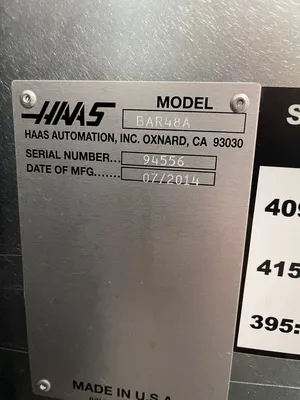 HAAS
MODEL
BAR48A
HAAS AUTOMATION, INC. OXNARD, CA 93030
SERIAL NUMBER... 94556
DATE OF MFG...... 07/2014
S
409
415
395:
MADE IN U.S.A.